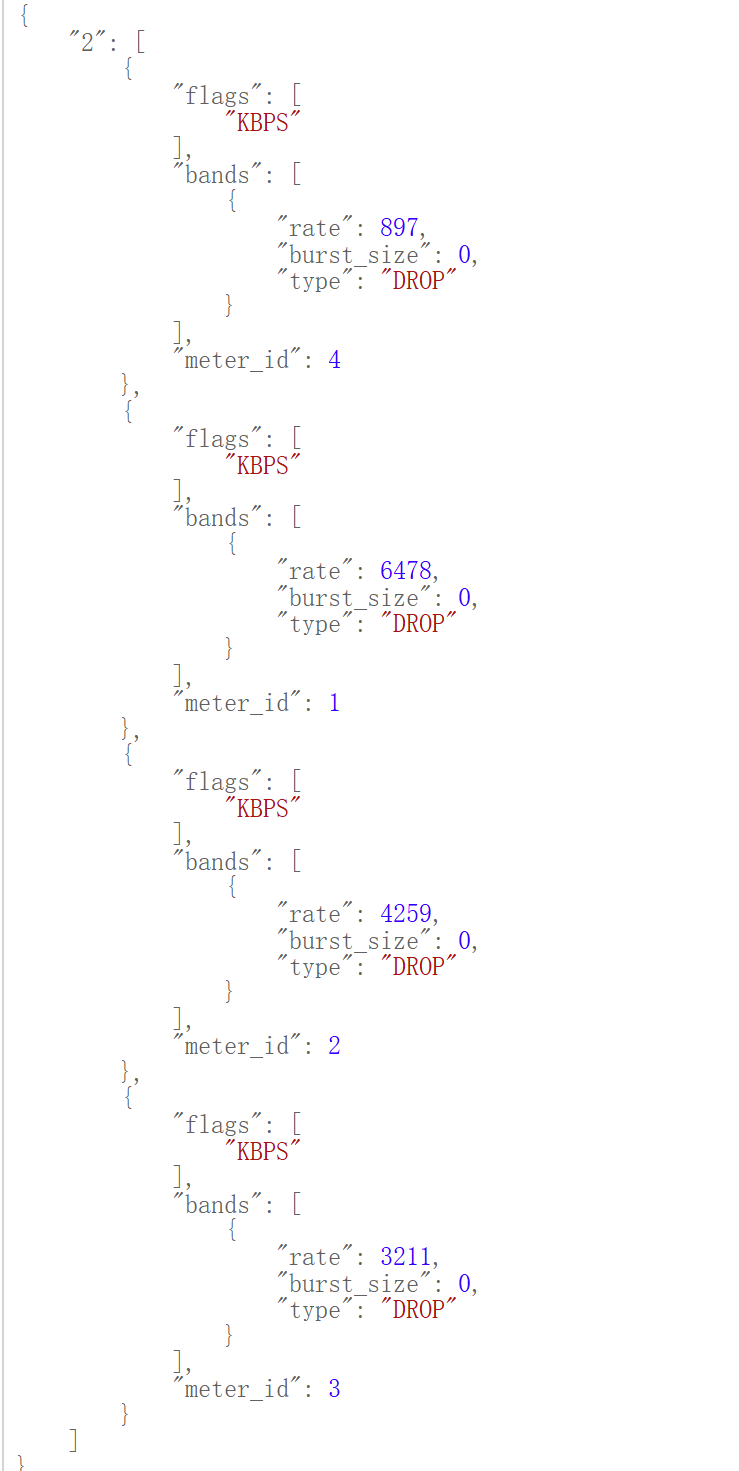 {
    "2": [
        {
            "flags": [
                "KBPS"
            ],
            "bands": [
                {
                    "rate": 897,
                    "burst_size": 0,
                    "type": "DROP"
                }
            ],
            "meter_id": 4
        },
        {
            "flags": [
                "KBPS"
            ],
            "bands": [
                {
                    "rate": 6478,
                    "burst_size": 0,
                    "type": "DROP"
                }
            ],
            "meter_id": 1
        },
        {
            "flags": [
                "KBPS"
            ],
            "bands": [
                {
                    "rate": 4259,
                    "burst_size": 0,
                    "type": "DROP"
                }
            ],
            "meter_id": 2
        },
        {
            "flags": [
                "KBPS"
            ],
            "bands": [
                {
                    "rate": 3211,
                    "burst_size": 0,
                    "type": "DROP"
                }
            ],
            "meter_id": 3
        }
    ]
}